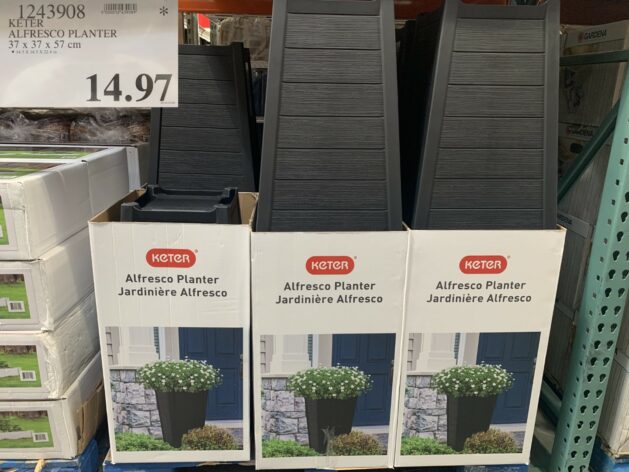 1243908 *
KETER
ALFRESCO PLANTER
37 x 37 x 57 cm
14.97
KETER
Alfresco Planter
Jardinière Alfresco
KETER
Alfresco Planter
Jardinière Alfresco
KETER
Alfresco Planter
Jardinière Alfresco
GARDENA